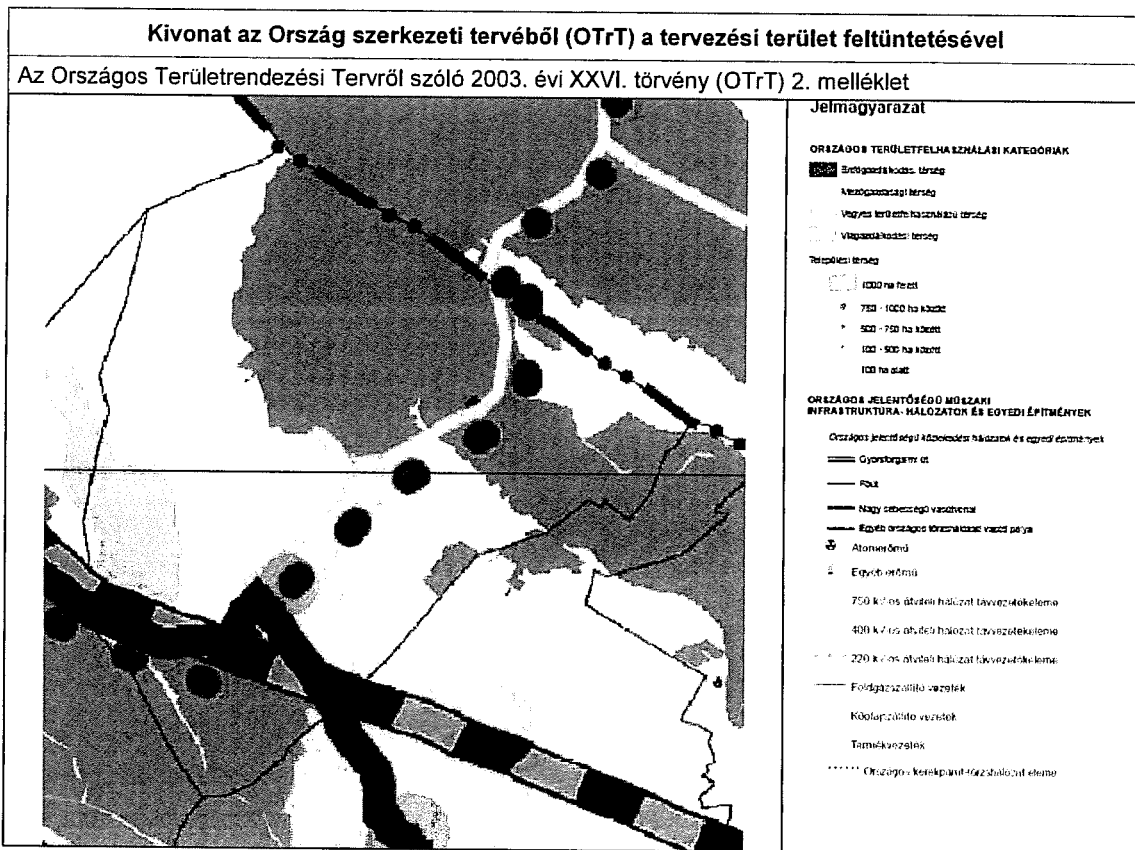 Kivonat az Ország szerkezeti tervéből (OTrT) a tervezési terület feltüntetésével
Az Országos Területrendezési Tervről szóló 2003. évi XXVI. törvény (OTrT) 2. melléklet
Jelmagyarázat
ORSZÁGOS TERÜLETFELHASZNÁLÁSI KATEGÓRIÁK
Erdőgazdálkodási térség
Mezőgazdasági térség
Vegyes területfelhasználású térség
Vízgazdálkodási térség
Települési térség
1000 ha felett
750 - 1000 ha között
500 - 750 ha között
100 - 500 ha között
100 ha alatt
ORSZÁGOS JELENTŐSÉGŰ MŰSZAKI
INFRASTRUKTÚRA-HÁLÓZATOK ÉS EGYEDI ÉPÍTMÉNYEK
Országos jelentőségű közlekedési hálózatok és egyedi építmények
Gyorsforgalmi út
Főút
Nagy sebességű vasútvonal
Egyéb országos törzshálózati vasúti pálya
Atomerőmű
Egyéb erőmű
750 kV-os átviteli hálózat távvezetékeleme
400 kV-os átviteli hálózat távvezetékeleme
220 kV-os átviteli hálózat távvezetékeleme
Földgázszállító vezeték
Kőolajszállító vezeték
Termékvezeték
Országos kerékpárút-törzshálózat eleme